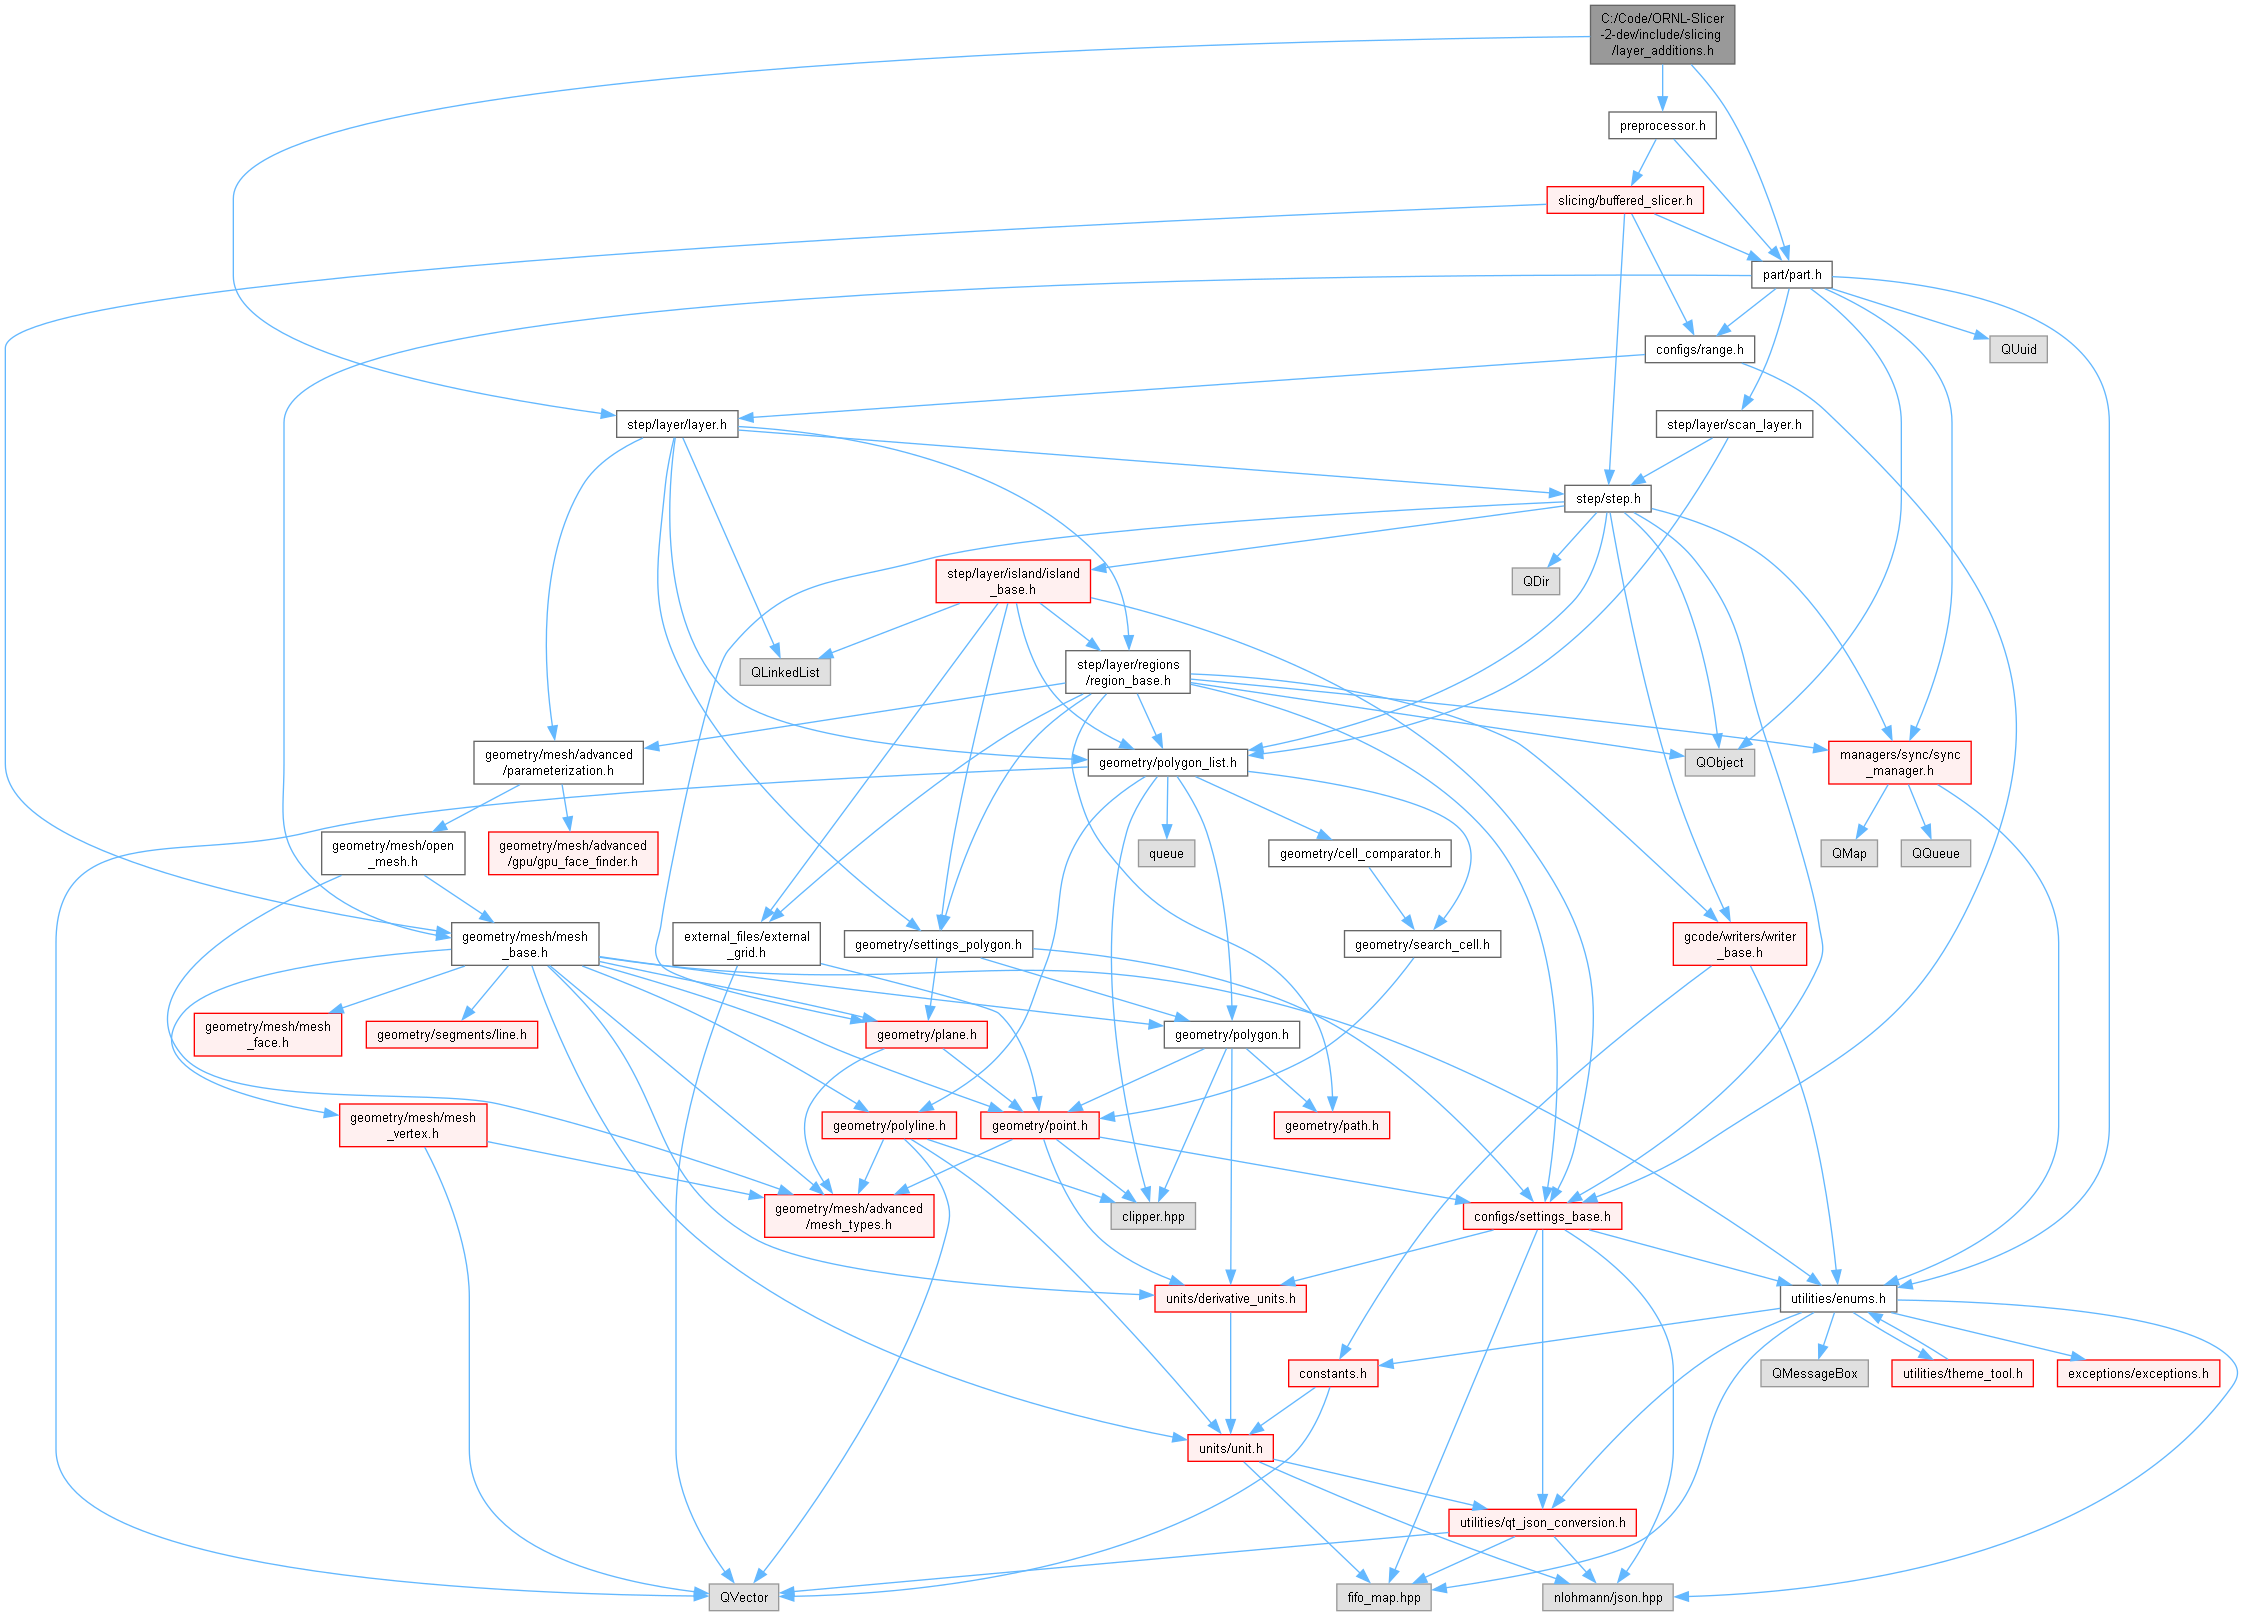 C:/Code/ORNL-Slicer
-2-dev/include/slicing
/layer_additions.h
preprocessor.h
slicing/buffered_slicer.h
part/part.h
configs/range.h
QUuid
step/layer/layer.h
step/layer/scan_layer.h
step/step.h
step/layer/island/island
_base.h
QDir
QLinkedList
step/layer/regions
/region_base.h
geometry/mesh/advanced
/parameterization.h
geometry/polygon_list.h
QObject
managers/sync/sync
_manager.h
geometry/mesh/open
_mesh.h
geometry/mesh/advanced
/gpu/gpu_face_finder.h
queue
geometry/cell_comparator.h
QMap
QQueue
geometry/mesh/mesh
_base.h
external_files/external
_grid.h
geometry/settings_polygon.h
geometry/search_cell.h
gcode/writers/writer
_base.h
geometry/mesh/mesh
_face.h
geometry/segments/line.h
geometry/plane.h
geometry/polygon.h
geometry/mesh/mesh
_vertex.h
geometry/polyline.h
geometry/point.h
geometry/path.h
geometry/mesh/advanced
/mesh_types.h
clipper.hpp
configs/settings_base.h
units/derivative_units.h
utilities/enums.h
constants.h
QMessageBox
utilities/theme_tool.h
exceptions/exceptions.h
units/unit.h
utilities/qt_json_conversion.h
QVector
fifo_map.hpp
nlohmann/json.hpp